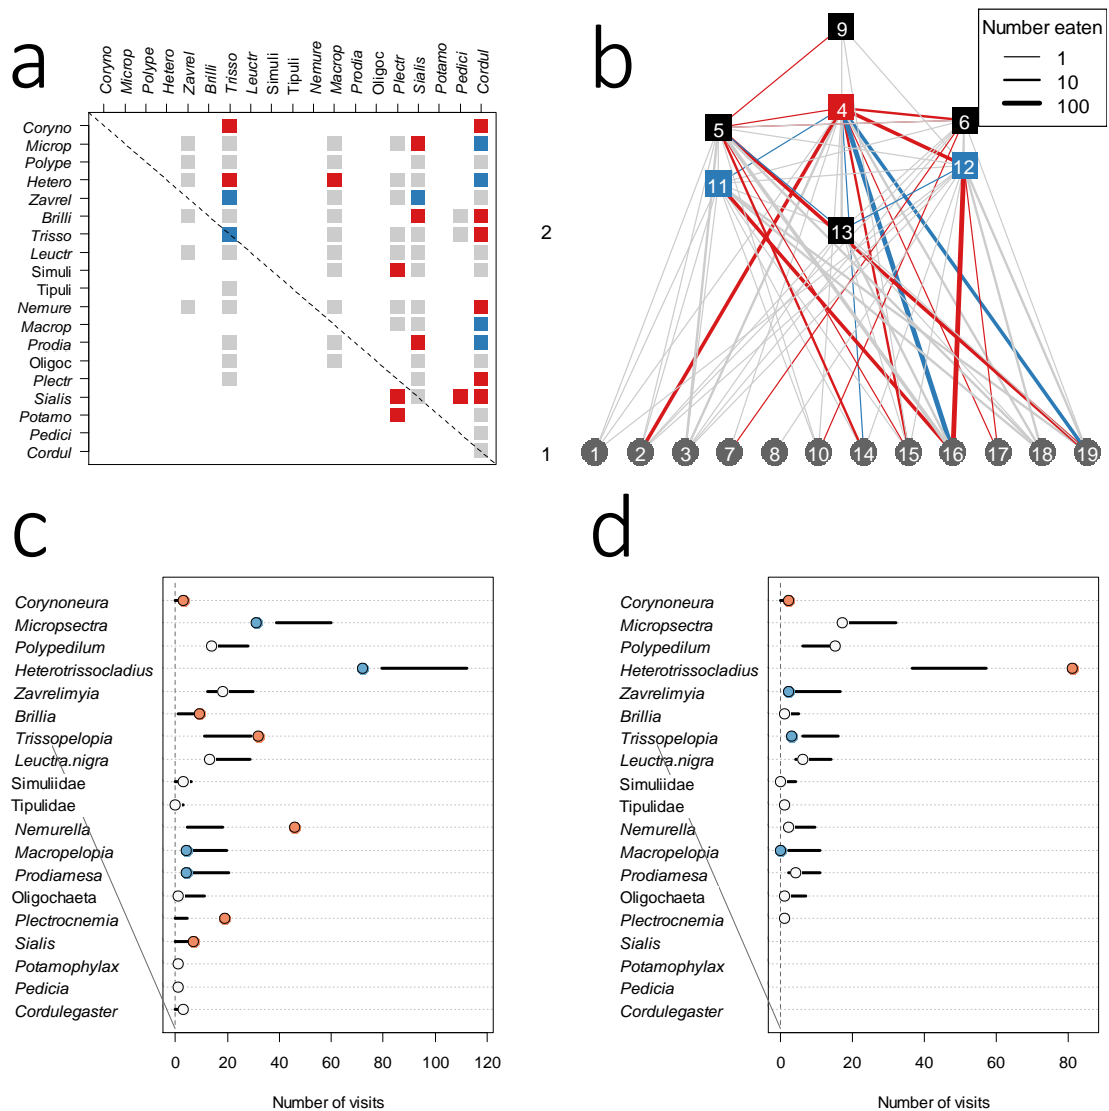 a
Coryno
Microp
Polype
Hetero
Zavrel
Brilli
Trisso
Leuctr
Simuli
Tipuli
Nemure
Macrop
Prodia
Oligoc
Plectr
Sialis
Potamo
Pedici
Cordul
Coryno
Microp
Polype
Hetero
Zavrel
Brilli
Trisso
Leuctr
Simuli
Tipuli
Nemure
Macrop
Prodia
Oligoc
Plectr
Sialis
Potamo
Pedici
Cordul
b
Number eaten
1
10
100
9
4
5
6
11
12
2
13
1
1 2 3 7 8 10 14 15 16 17 18 19
c
Corynoneura
Micropsectra
Polypedilum
Heterotrissocladius
Zavrelimyia
Brillia
Trissopelopia
Leuctra.nigra
Simuliidae
Tipulidae
Nemurella
Macropelopia
Prodiamesa
Oligochaeta
Plectrocnemia
Sialis
Potamophylax
Pedicia
Cordulegaster
0 20 40 60 80 100 120
Number of visits
d
Corynoneura
Micropsectra
Polypedilum
Heterotrissocladius
Zavrelimyia
Brillia
Trissopelopia
Leuctra.nigra
Simuliidae
Tipulidae
Nemurella
Macropelopia
Prodiamesa
Oligochaeta
Plectrocnemia
Sialis
Potamophylax
Pedicia
Cordulegaster
0 20 40 60 80
Number of visits